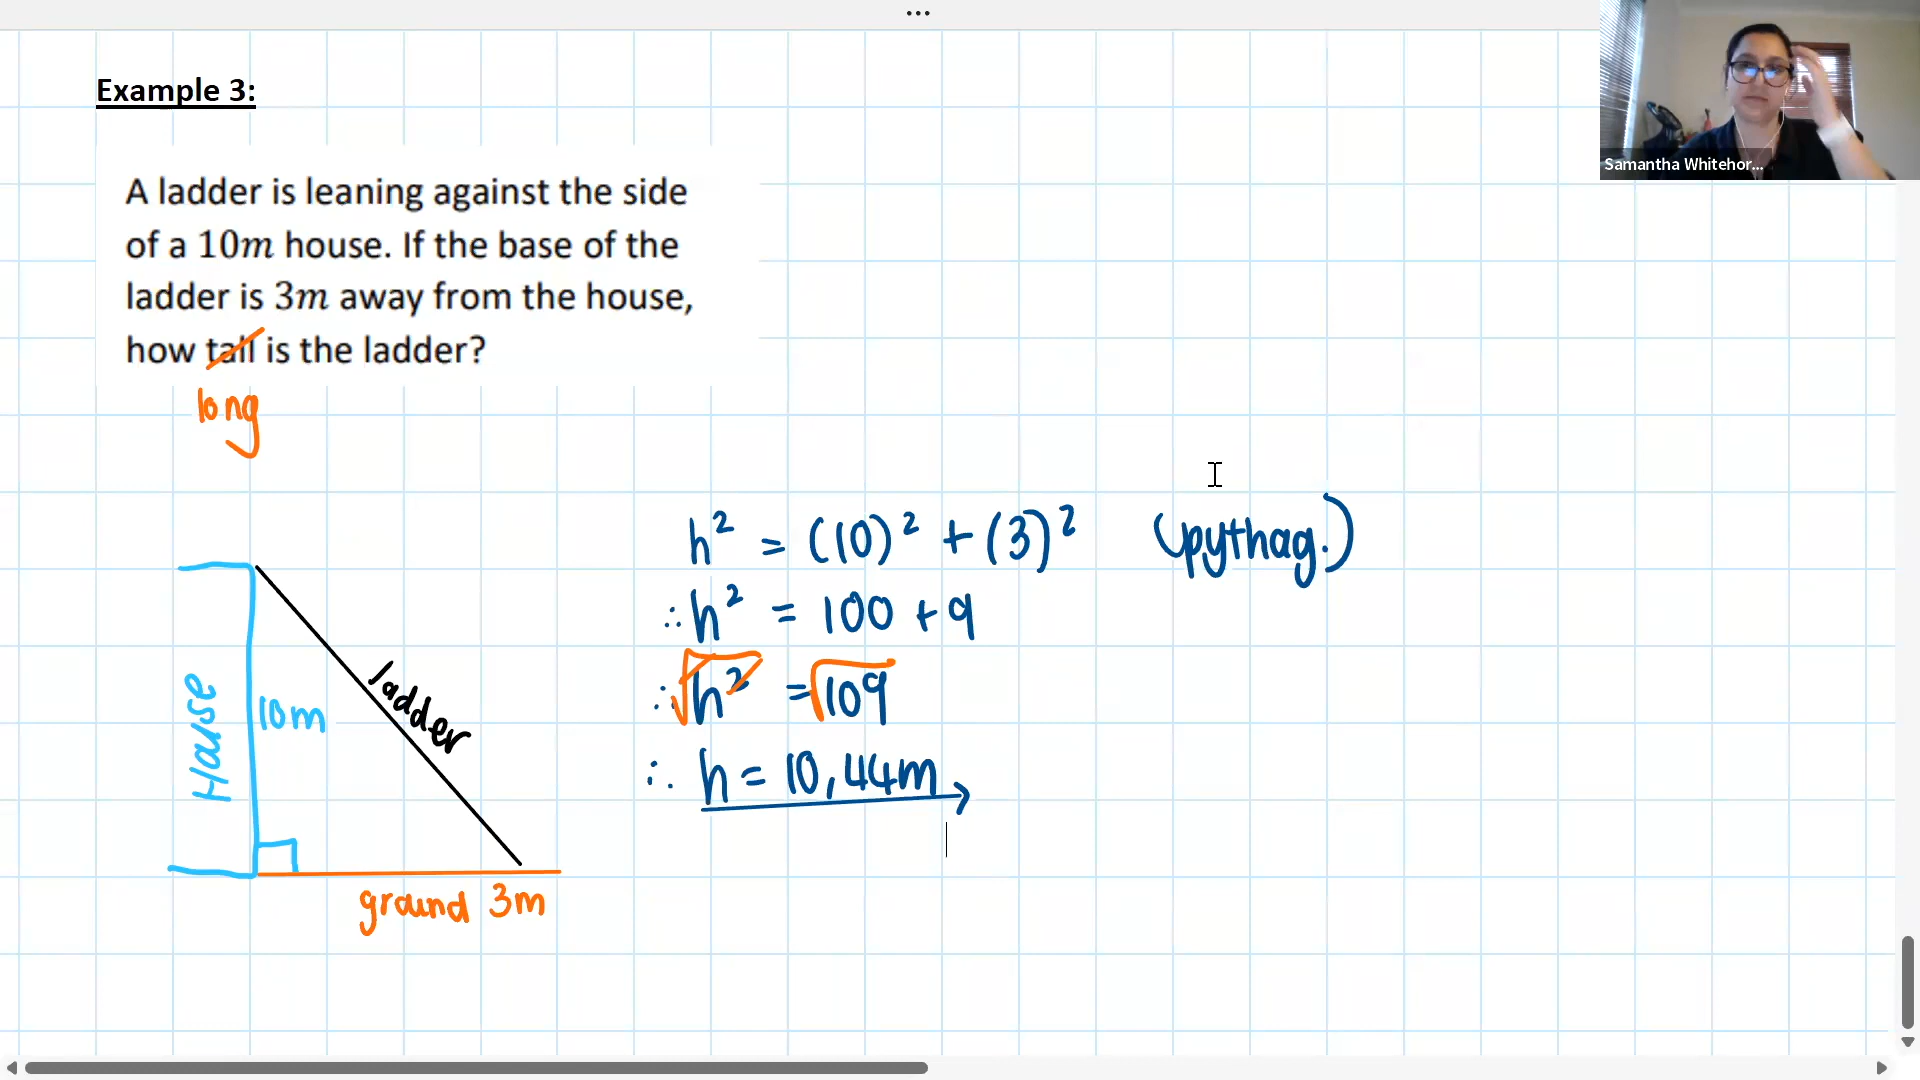 Example 3:
A ladder is leaning against the side
of a 10m house. If the base of the
ladder is 3m away from the house,
how tall is the ladder?
long
h² = (10)² + (3)² (pythag.)
∴ h² = 100 + 9
∴ √h² = √109
∴ h = 10,44m
House
10m
ladder
ground 3m
Samantha Whitehor...